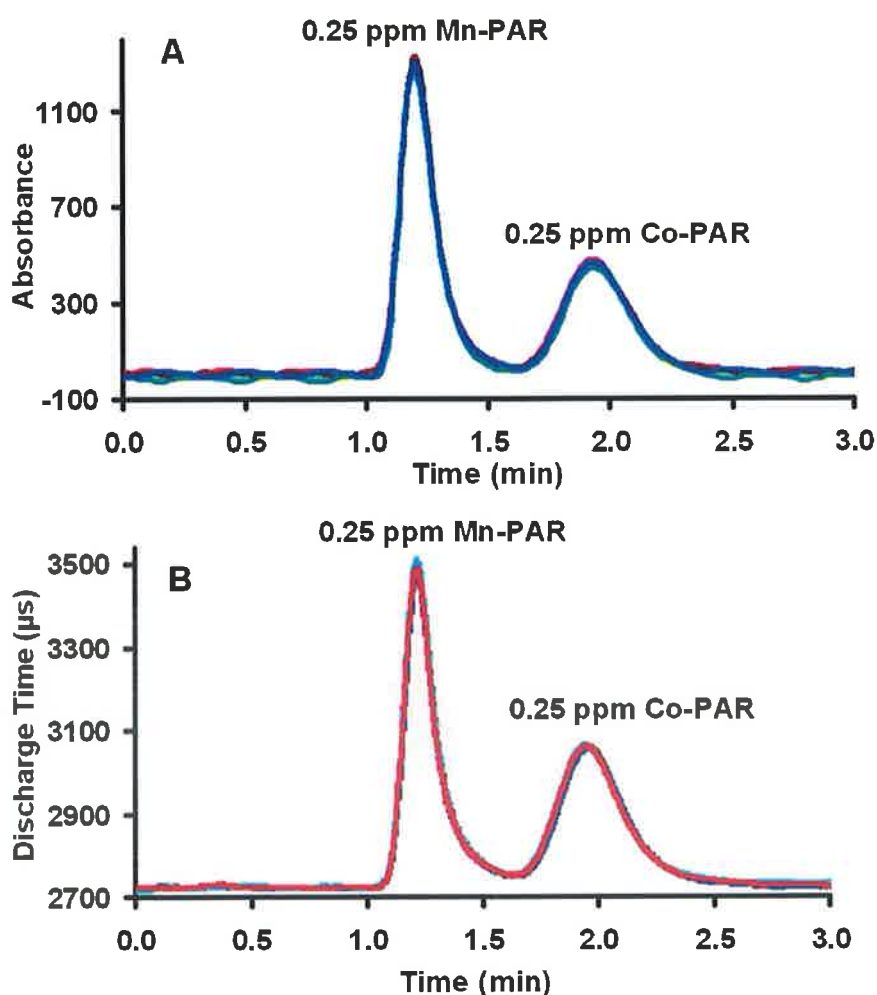 0.25 ppm Mn-PAR
A
1100
700
300
-100
Absorbance
0.25 ppm Co-PAR
0.0 0.5 1.0 1.5 2.0 2.5 3.0
Time (min)
0.25 ppm Mn-PAR
B
3500
3300
3100
2900
2700
Discharge Time (µs)
0.25 ppm Co-PAR
0.0 0.5 1.0 1.5 2.0 2.5 3.0
Time (min)